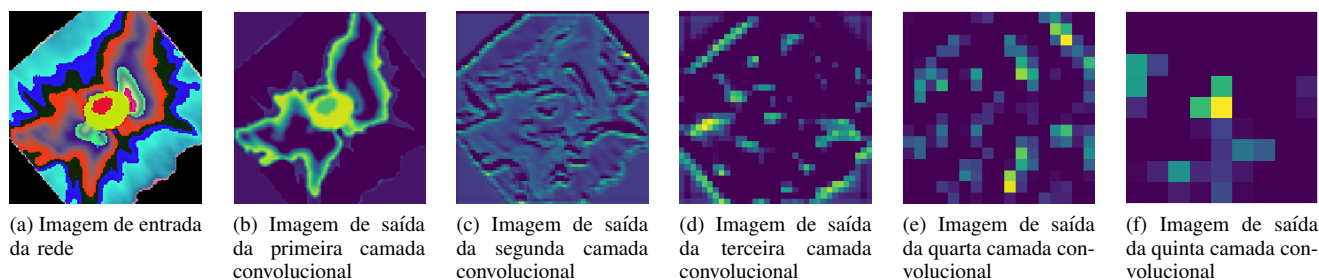 (a) Imagem de entrada
da rede
(b) Imagem de saída
da primeira camada
convolucional
(c) Imagem de saída
da segunda camada
convolucional
(d) Imagem de saída
da terceira camada
convolucional
(e) Imagem de saída
da quarta camada con-
volucional
(f) Imagem de saída
da quinta camada con-
volucional